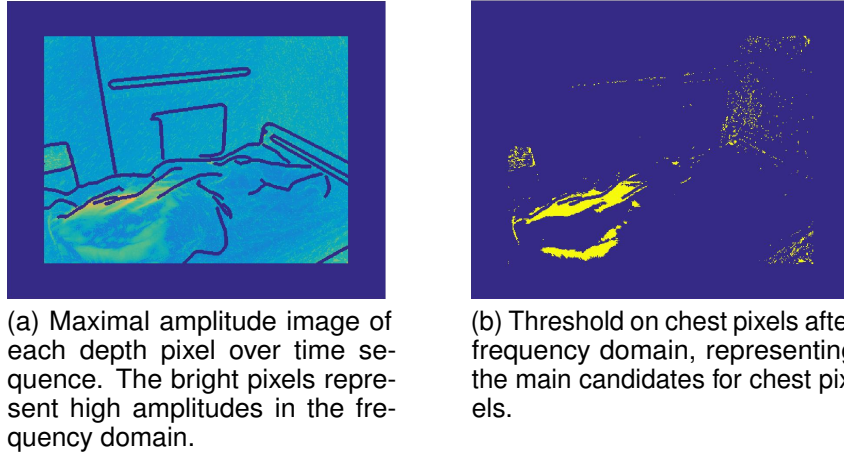 (a) Maximal amplitude image of
each depth pixel over time se-
quence. The bright pixels repre-
sent high amplitudes in the fre-
quency domain.
(b) Threshold on chest pixels afte
frequency domain, representing
the main candidates for chest pix
els.